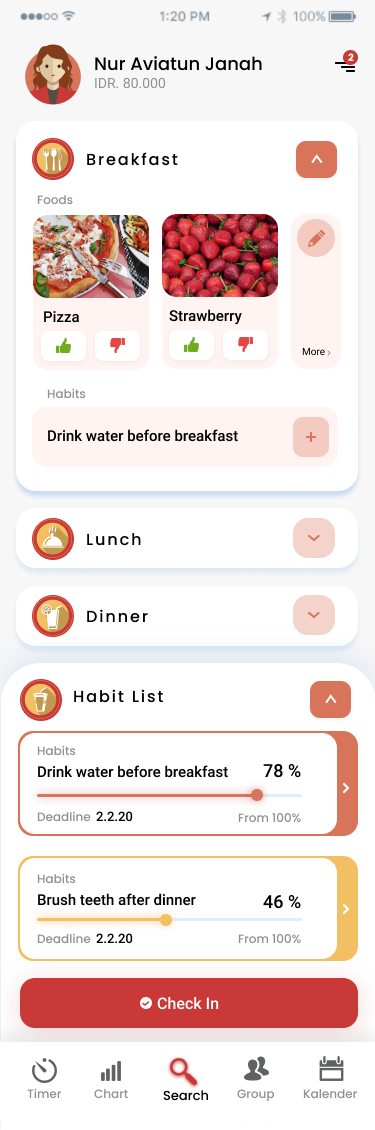 1:20 PM
100%
Nur Aviatun Janah
2
IDR. 80.000
Breakfast
Foods
Pizza
Strawberry
More ›
Habits
Drink water before breakfast
Lunch
Dinner
Habit List
Habits
Drink water before breakfast
78 %
Deadline 2.2.20
From 100%
Habits
Brush teeth after dinner
46 %
Deadline 2.2.20
From 100%
Check In
Timer
Chart
Search
Group
Kalender